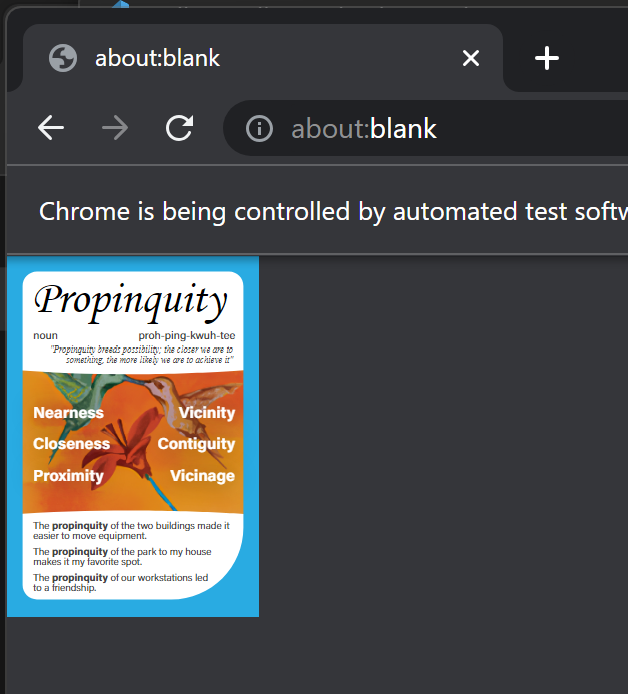 about:blank
about:blank
Chrome is being controlled by automated test softw
Propinquity
noun proh-ping-kwuh-tee
"Propinquity breeds possibility; the closer we are to
something, the more likely we are to achieve it"
Nearness Vicinity
Closeness Contiguity
Proximity Vicinage
The propinquity of the two buildings made it
easier to move equipment.
The propinquity of the park to my house
makes it my favorite spot.
The propinquity of our workstations led
to a friendship.